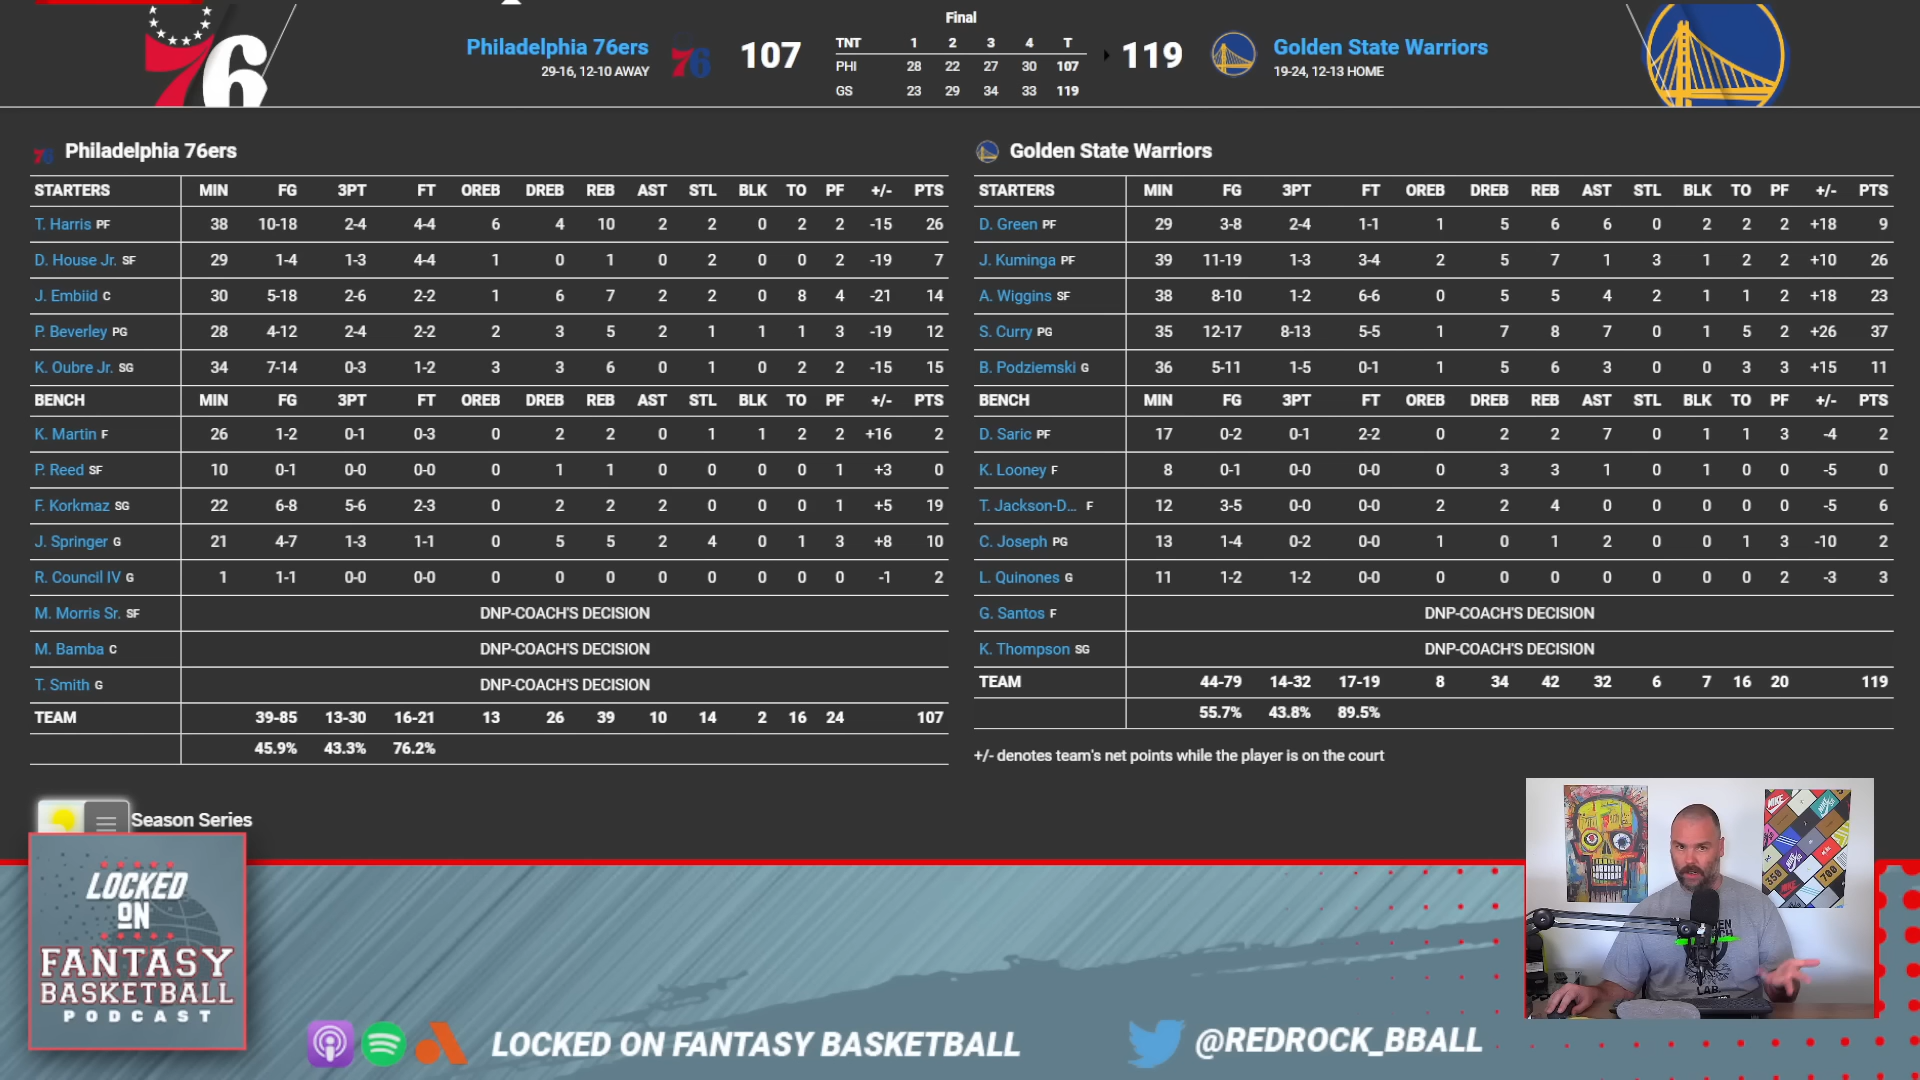 Final
Philadelphia 76ers 76 107 TNT 1 2 3 4 T 119 Golden State Warriors
29-16, 12-10 AWAY PHI 28 22 27 30 107 19-24, 12-13 HOME
GS 23 29 34 33 119
76
Philadelphia 76ers
STARTERS MIN FG 3PT FT OREB DREB REB AST STL BLK TO PF +/- PTS
T. Harris PF 38 10-18 2-4 4-4 6 4 10 2 2 0 2 2 -15 26
D. House Jr. SF 29 1-4 1-3 4-4 1 0 1 0 2 0 0 2 -19 7
J. Embiid C 30 5-18 2-6 2-2 1 6 7 2 2 0 8 4 -21 14
P. Beverley PG 28 4-12 2-4 2-2 2 3 5 2 1 1 1 3 -19 12
K. Oubre Jr. SG 34 7-14 0-3 1-2 3 3 6 0 1 0 2 2 -15 15
BENCH MIN FG 3PT FT OREB DREB REB AST STL BLK TO PF +/- PTS
K. Martin F 26 1-2 0-1 0-3 0 2 2 0 1 1 2 2 +16 2
P. Reed SF 10 0-1 0-0 0-0 0 1 1 0 0 0 0 1 +3 0
F. Korkmaz SG 22 6-8 5-6 2-3 0 2 2 2 0 0 0 1 +5 19
J. Springer G 21 4-7 1-3 1-1 0 5 5 2 4 0 1 3 +8 10
R. Council IV G 1 1-1 0-0 0-0 0 0 0 0 0 0 0 0 -1 2
M. Morris Sr. SF DNP-COACH'S DECISION
M. Bamba C DNP-COACH'S DECISION
T. Smith G DNP-COACH'S DECISION
TEAM 39-85 13-30 16-21 13 26 39 10 14 2 16 24 107
45.9% 43.3% 76.2%
Golden State Warriors
STARTERS MIN FG 3PT FT OREB DREB REB AST STL BLK TO PF +/- PTS
D. Green PF 29 3-8 2-4 1-1 1 5 6 6 0 2 2 2 +18 9
J. Kuminga PF 39 11-19 1-3 3-4 2 5 7 1 3 1 2 2 +10 26
A. Wiggins SF 38 8-10 1-2 6-6 0 5 5 4 2 1 1 2 +18 23
S. Curry PG 35 12-17 8-13 5-5 1 7 8 7 0 1 5 2 +26 37
B. Podziemski G 36 5-11 1-5 0-1 1 5 6 3 0 0 3 3 +15 11
BENCH MIN FG 3PT FT OREB DREB REB AST STL BLK TO PF +/- PTS
D. Saric PF 17 0-2 0-1 2-2 0 2 2 7 0 1 1 3 -4 2
K. Looney F 8 0-1 0-0 0-0 0 3 3 1 0 1 0 0 -5 0
T. Jackson-D... F 12 3-5 0-0 0-0 2 2 4 0 0 0 0 0 -5 6
C. Joseph PG 13 1-4 0-2 0-0 1 0 1 2 0 0 1 3 -10 2
L. Quinones G 11 1-2 1-2 0-0 0 0 0 0 0 0 0 2 -3 3
G. Santos F DNP-COACH'S DECISION
K. Thompson SG DNP-COACH'S DECISION
TEAM 44-79 14-32 17-19 8 34 42 32 6 7 16 20 119
55.7% 43.8% 89.5%
+/- denotes team's net points while the player is on the court
Season Series
LOCKED
ON
FANTASY
BASKETBALL
PODCAST
LOCKED ON FANTASY BASKETBALL
@REDROCK_BBALL
NIKE
350
700
LAB.